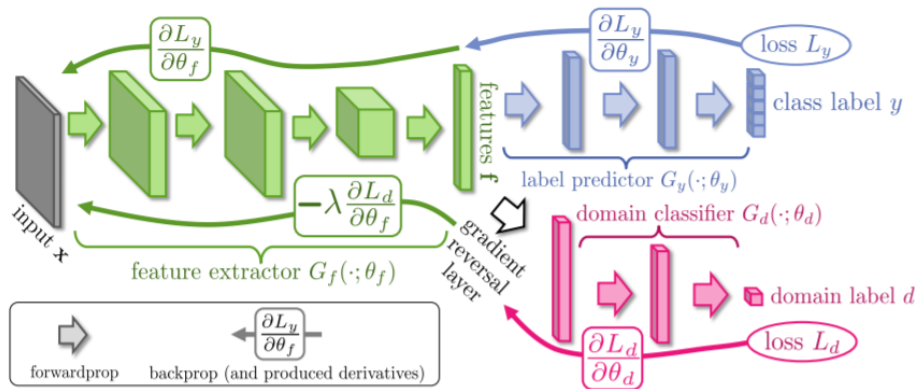 ∂L_y/∂θ_f
∂L_y/∂θ_y
loss L_y
input x
features f
class label y
label predictor G_y(·; θ_y)
−λ ∂L_d/∂θ_f
feature extractor G_f(·; θ_f)
gradient
reversal
layer
domain classifier G_d(·; θ_d)
domain label d
∂L_d/∂θ_d
loss L_d
∂L_y/∂θ_f
forwardprop
backprop (and produced derivatives)